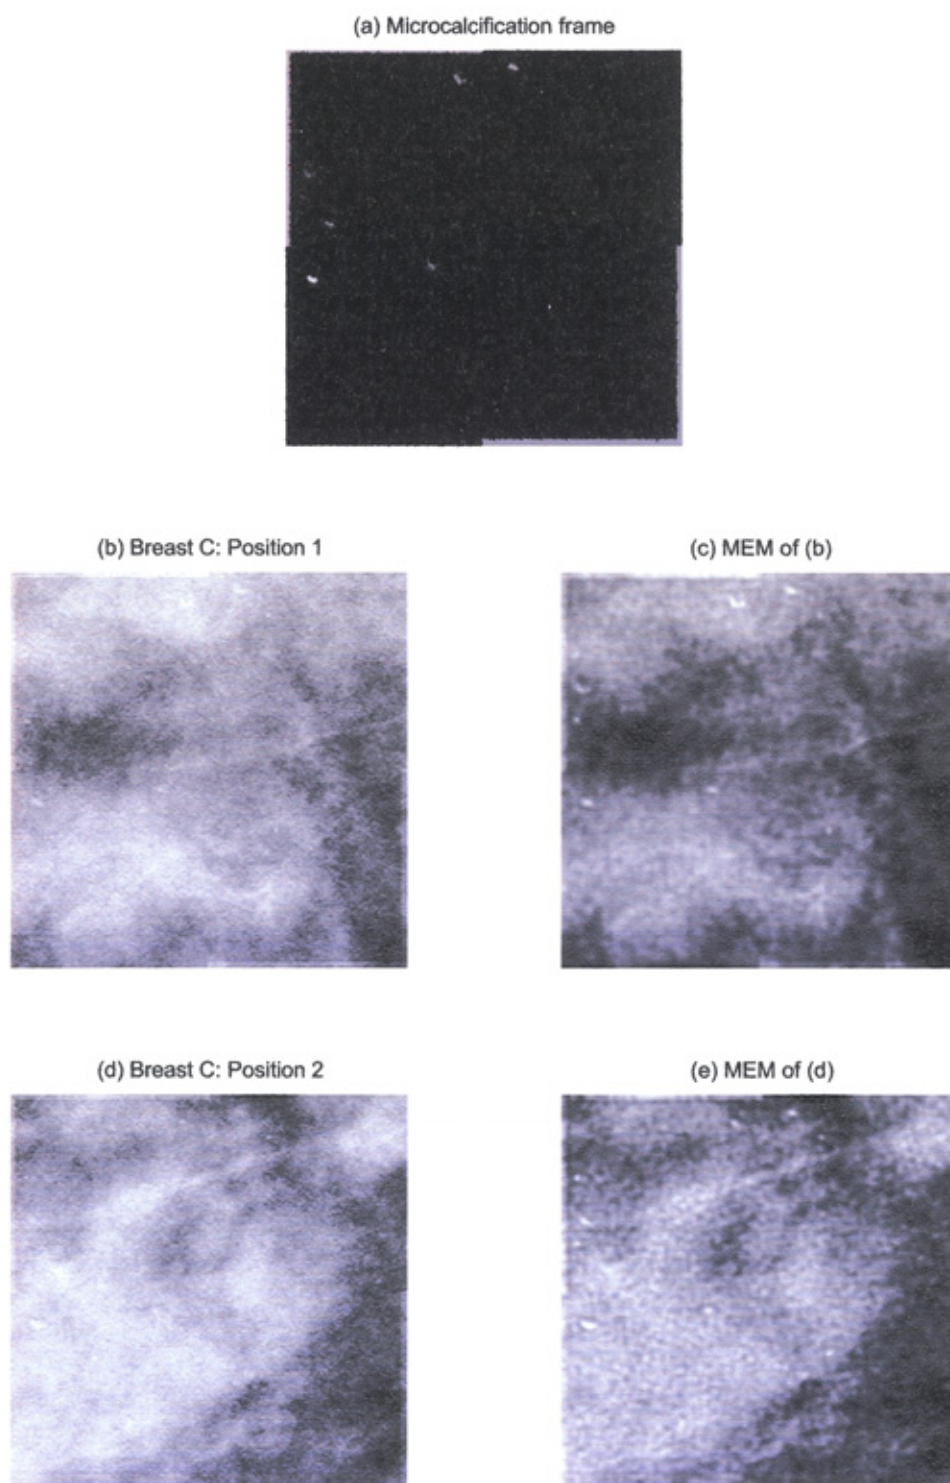 (a) Microcalcification frame
(b) Breast C: Position 1
(c) MEM of (b)
(d) Breast C: Position 2
(e) MEM of (d)